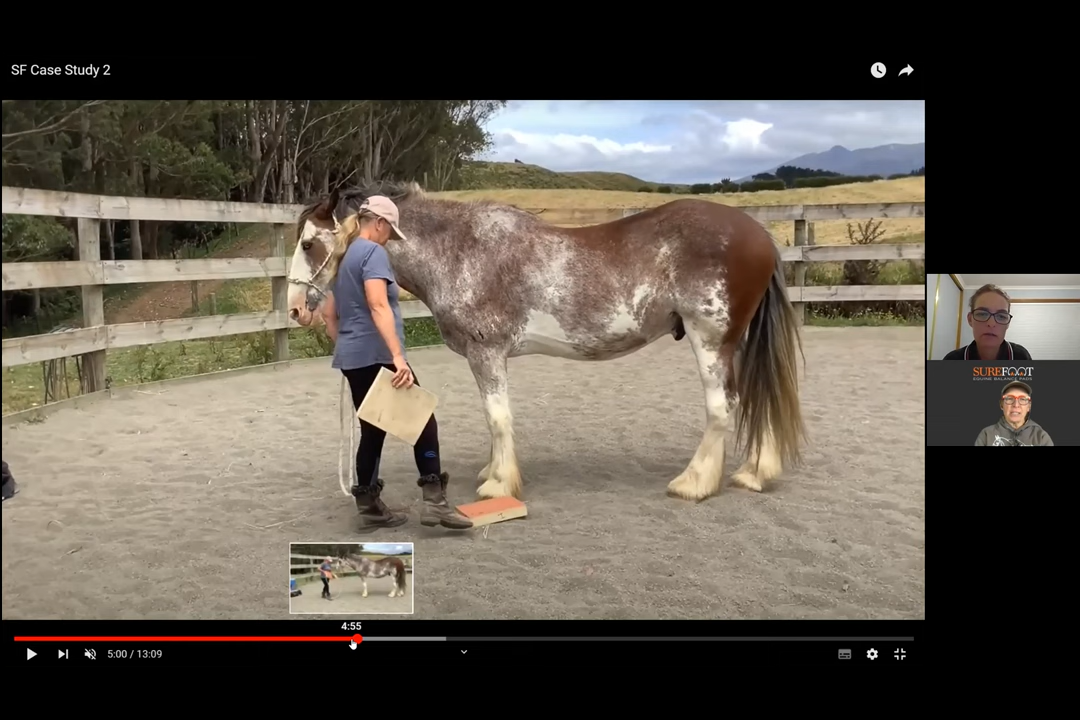 SF Case Study 2
SUREFOOT
EQUINE BALANCE PADS
4:55
5:00 / 13:09